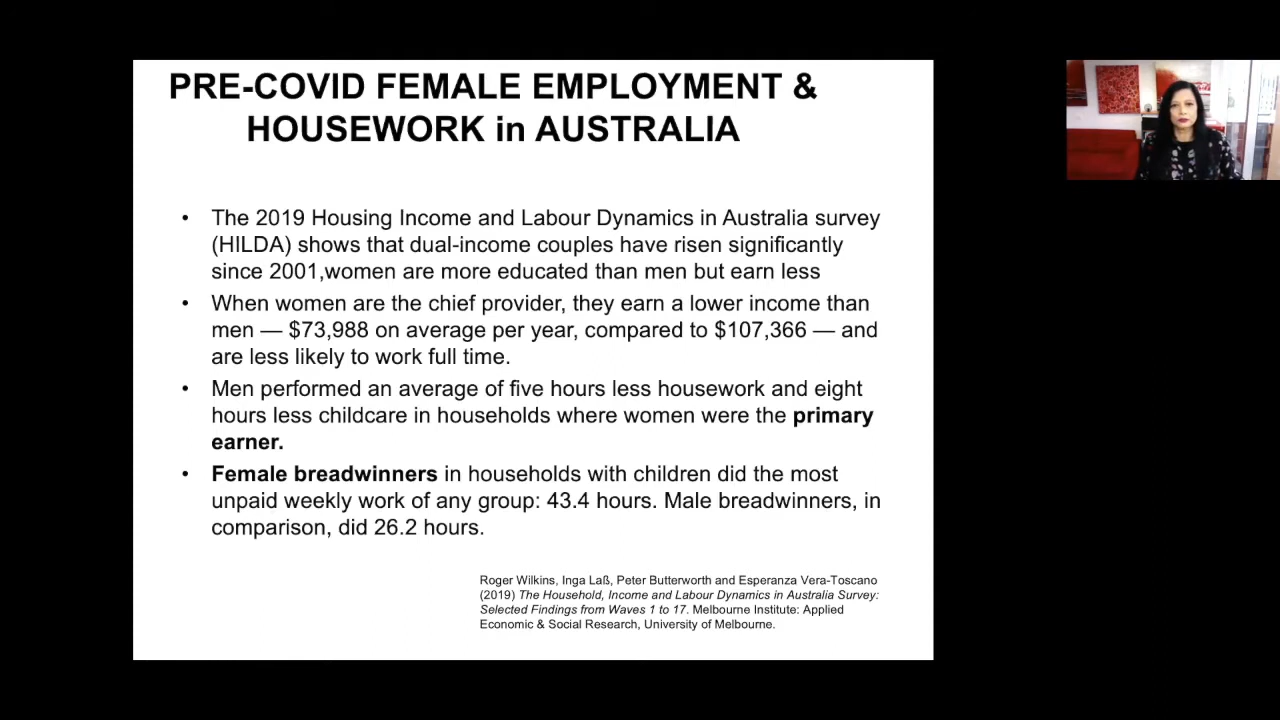 PRE-COVID FEMALE EMPLOYMENT &
HOUSEWORK in AUSTRALIA
• The 2019 Housing Income and Labour Dynamics in Australia survey
(HILDA) shows that dual-income couples have risen significantly
since 2001,women are more educated than men but earn less
• When women are the chief provider, they earn a lower income than
men — $73,988 on average per year, compared to $107,366 — and
are less likely to work full time.
• Men performed an average of five hours less housework and eight
hours less childcare in households where women were the primary
earner.
• Female breadwinners in households with children did the most
unpaid weekly work of any group: 43.4 hours. Male breadwinners, in
comparison, did 26.2 hours.
Roger Wilkins, Inga Laß, Peter Butterworth and Esperanza Vera-Toscano
(2019) The Household, Income and Labour Dynamics in Australia Survey:
Selected Findings from Waves 1 to 17. Melbourne Institute: Applied
Economic & Social Research, University of Melbourne.